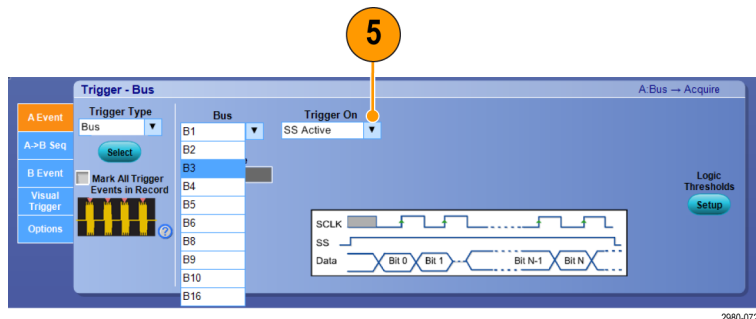 5
Trigger - Bus
A:Bus → Acquire
A Event
A->B Seq
B Event
Visual
Trigger
Options
Trigger Type
Bus
Select
Mark All Trigger
Events in Record
Bus
B1
B2
B3
B4
B5
B6
B8
B9
B10
B16
Trigger On
SS Active
SCLK
SS
Data
Bit 0
Bit 1
Bit N-1
Bit N
Logic
Thresholds
Setup